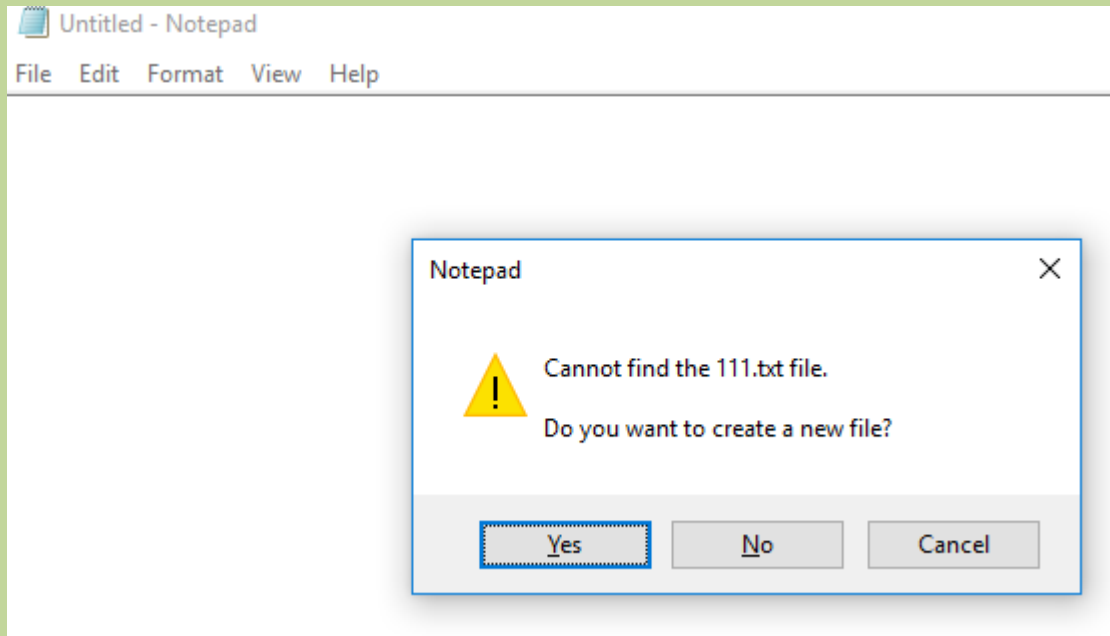 Untitled - Notepad
File Edit Format View Help
Notepad
Cannot find the 111.txt file.
Do you want to create a new file?
Yes No Cancel